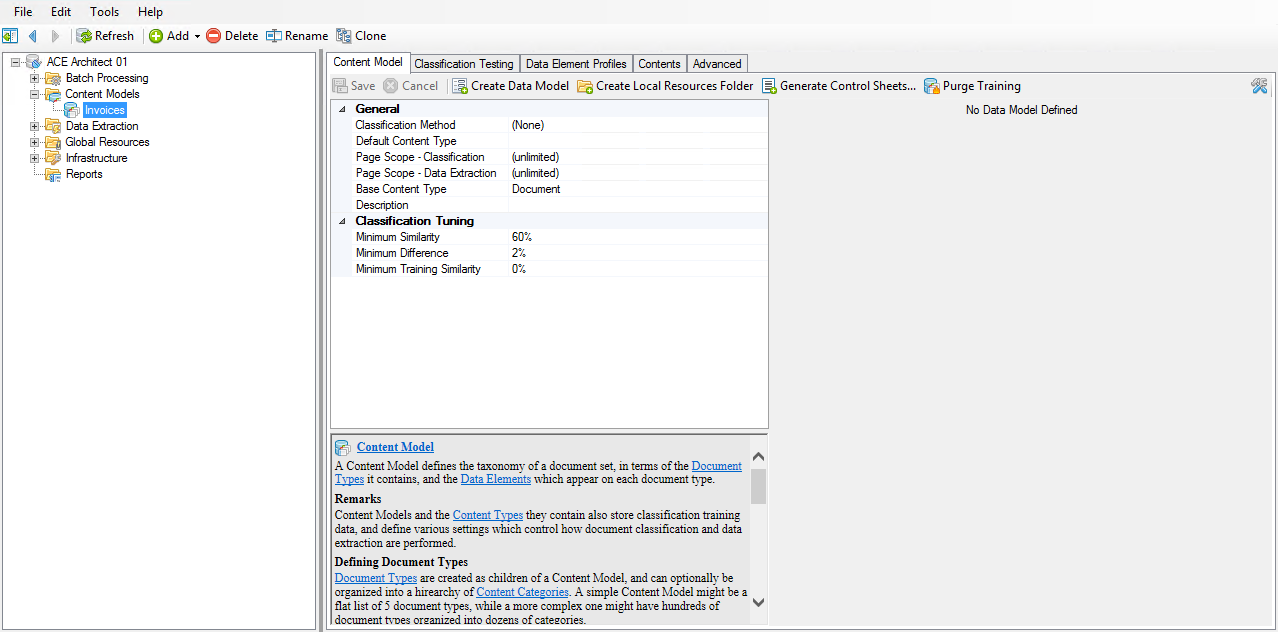 File Edit Tools Help
Refresh Add Delete Rename Clone
ACE Architect 01
Batch Processing
Content Models
Invoices
Data Extraction
Global Resources
Infrastructure
Reports
Content Model Classification Testing Data Element Profiles Contents Advanced
Save Cancel Create Data Model Create Local Resources Folder Generate Control Sheets... Purge Training
General
Classification Method (None)
Default Content Type
Page Scope - Classification (unlimited)
Page Scope - Data Extraction (unlimited)
Base Content Type Document
Description
Classification Tuning
Minimum Similarity 60%
Minimum Difference 2%
Minimum Training Similarity 0%
No Data Model Defined
Content Model
A Content Model defines the taxonomy of a document set, in terms of the Document
Types it contains, and the Data Elements which appear on each document type.
Remarks
Content Models and the Content Types they contain also store classification training
data, and define various settings which control how document classification and data
extraction are performed.
Defining Document Types
Document Types are created as children of a Content Model, and can optionally be
organized into a hirearchy of Content Categories. A simple Content Model might be a
flat list of 5 document types, while a more complex one might have hundreds of
document types organized into dozens of categories.